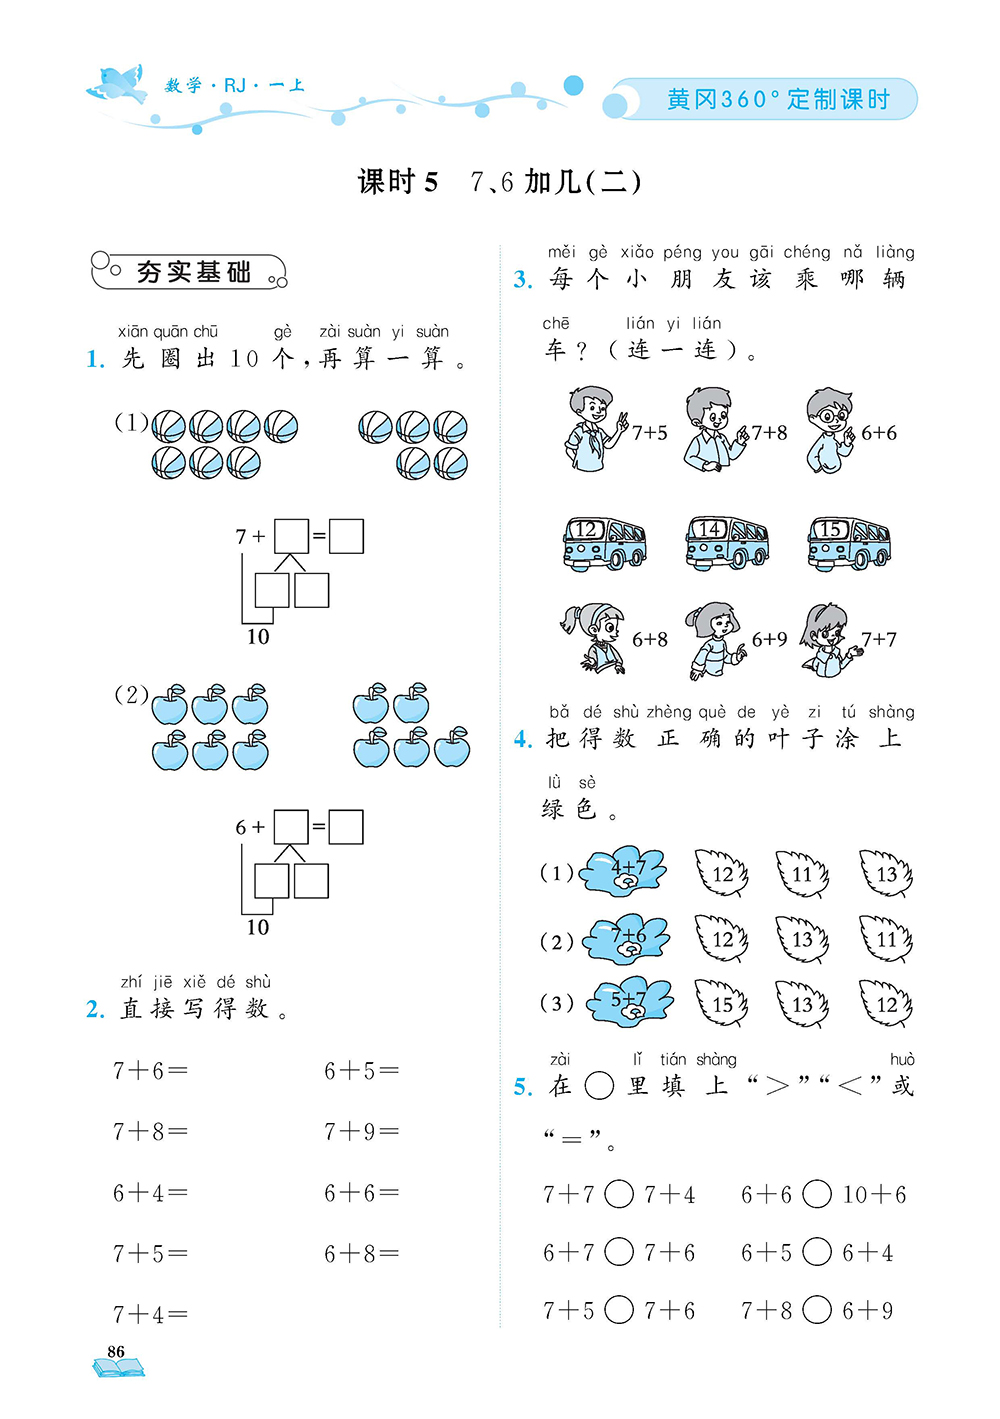 数学·RJ·一上
黄冈360°定制课时
课时5 7、6加几(二)
夯实基础
xiān quān chū gè zài suàn yi suàn
1. 先圈出10个,再算一算。
(1)
7+□=□
10
(2)
6+□=□
10
zhí jiē xiě dé shù
2. 直接写得数。
7+6= 6+5=
7+8= 7+9=
6+4= 6+6=
7+5= 6+8=
7+4=
měi gè xiǎo péng you gāi chéng nǎ liàng
3. 每个小朋友该乘哪辆
chē lián yi lián
车?(连一连)。
7+5 7+8 6+6
12 14 15
6+8 6+9 7+7
bǎ dé shù zhèng què de yè zi tú shàng
4. 把得数正确的叶子涂上
lǜ sè
绿色。
(1) 4+7 12 11 13
(2) 7+6 12 13 11
(3) 5+7 15 13 12
zài lǐ tián shàng huò
5. 在○里填上“>”“<”或
“=”。
7+7○7+4 6+6○10+6
6+7○7+6 6+5○6+4
7+5○7+6 7+8○6+9
86